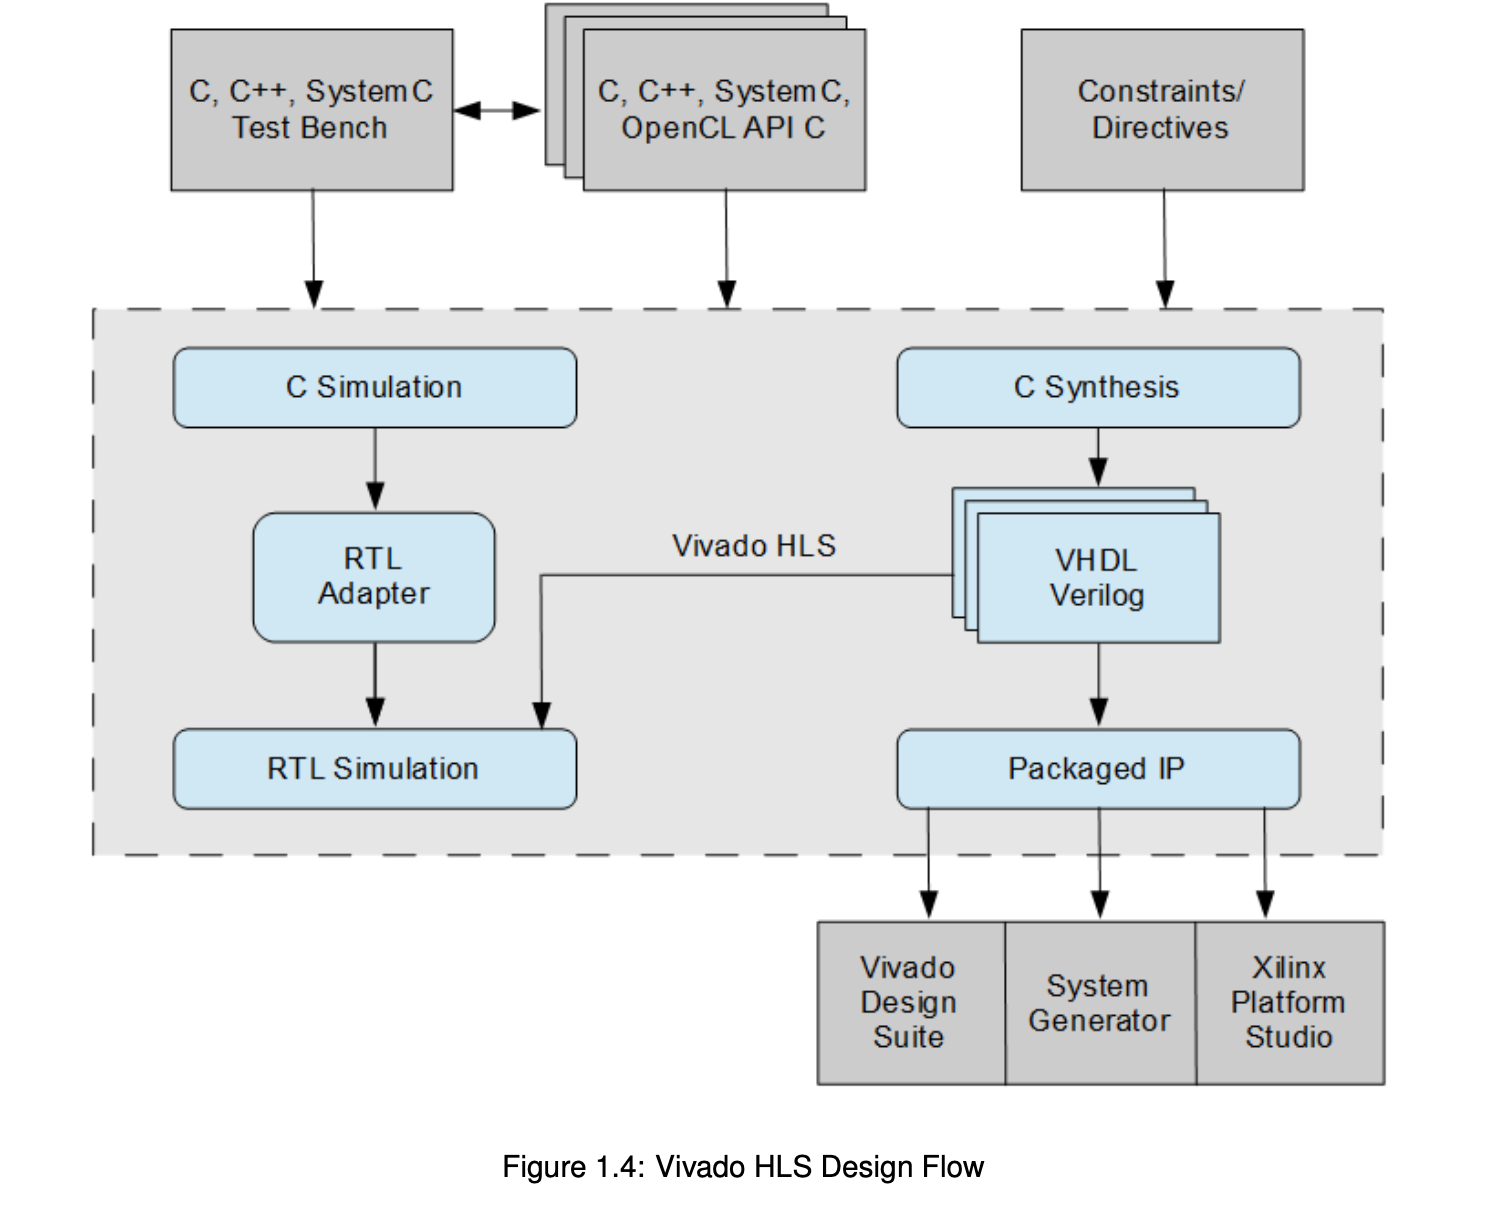 C, C++, SystemC
Test Bench
C, C++, SystemC,
OpenCL API C
Constraints/
Directives
C Simulation
C Synthesis
RTL
Adapter
Vivado HLS
VHDL
Verilog
RTL Simulation
Packaged IP
Vivado
Design
Suite
System
Generator
Xilinx
Platform
Studio
Figure 1.4: Vivado HLS Design Flow